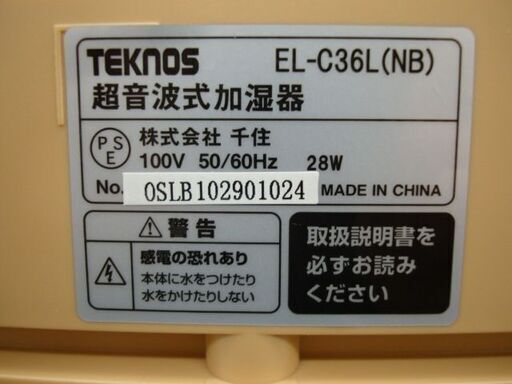 TEKNOS EL-C36L(NB)
超音波式加湿器
PSE 株式会社 千住
100V 50/60Hz 28W
No. OSLB102901024 MADE IN CHINA
⚠警告
感電の恐れあり
本体に水をつけたり
水をかけたりしない
取扱説明書を
必ずお読み
ください